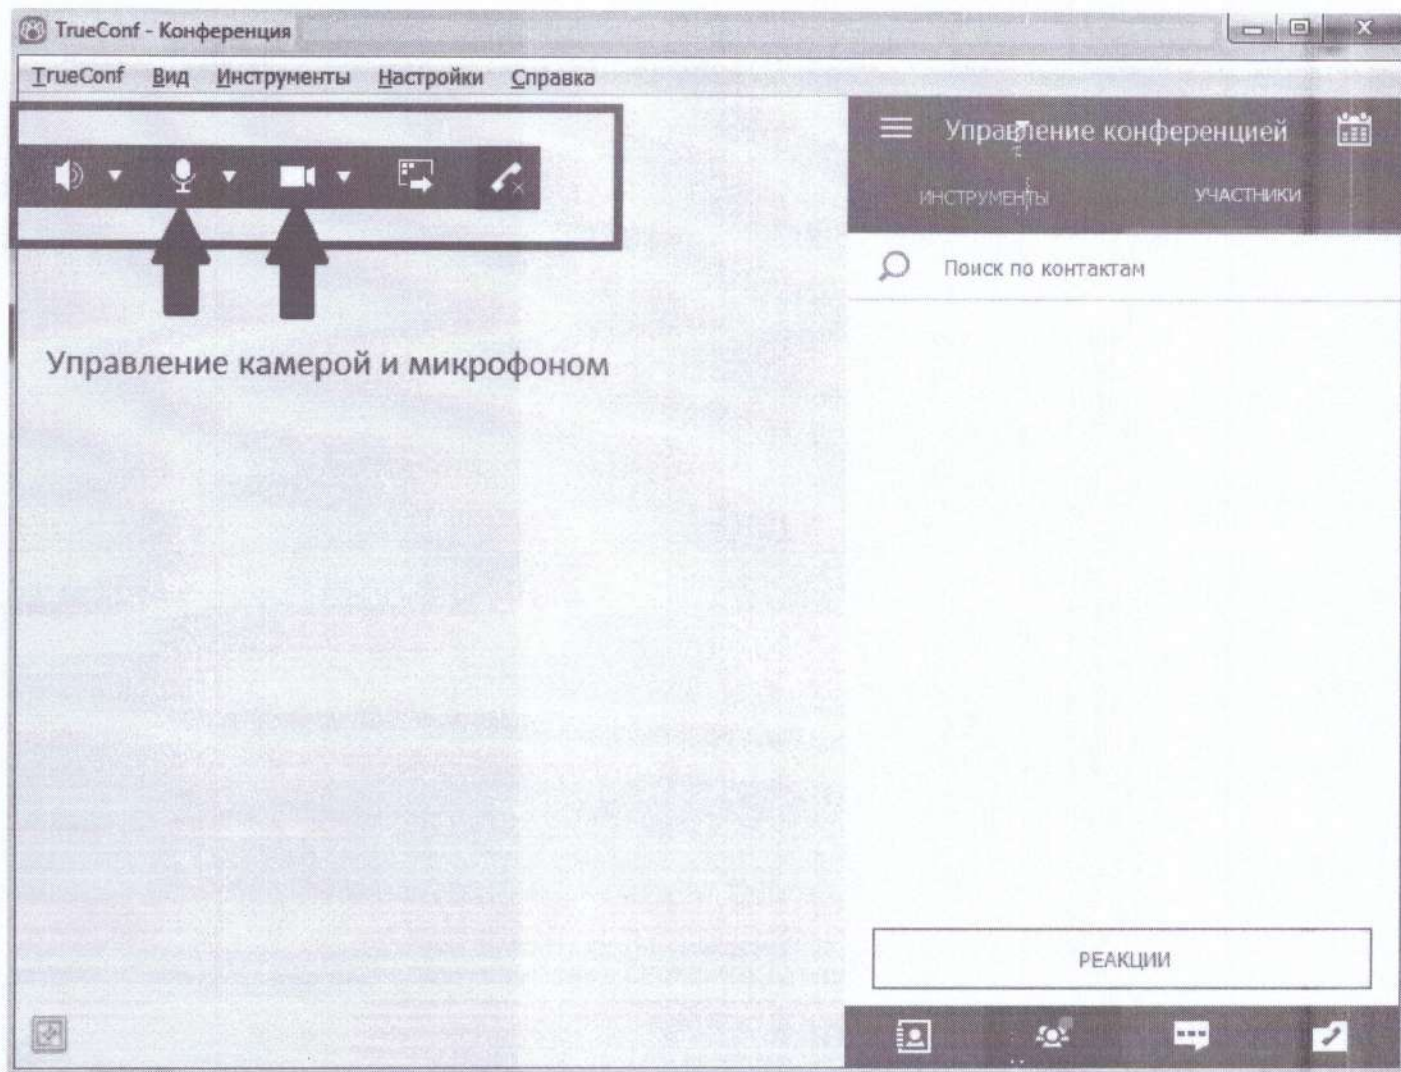 TrueConf - Конференция
TrueConf Вид Инструменты Настройки Справка
Управление конференцией
ИНСТРУМЕНТЫ УЧАСТНИКИ
Поиск по контактам
Управление камерой и микрофоном
РЕАКЦИИ